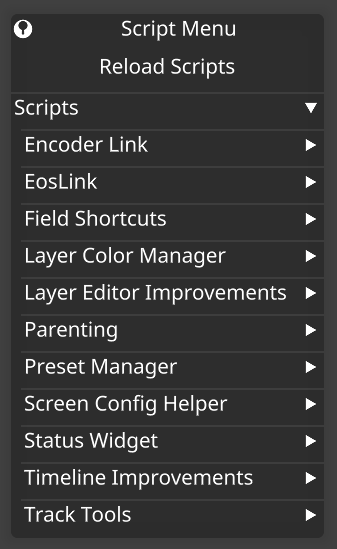 Script Menu
Reload Scripts
Scripts
Encoder Link
EosLink
Field Shortcuts
Layer Color Manager
Layer Editor Improvements
Parenting
Preset Manager
Screen Config Helper
Status Widget
Timeline Improvements
Track Tools